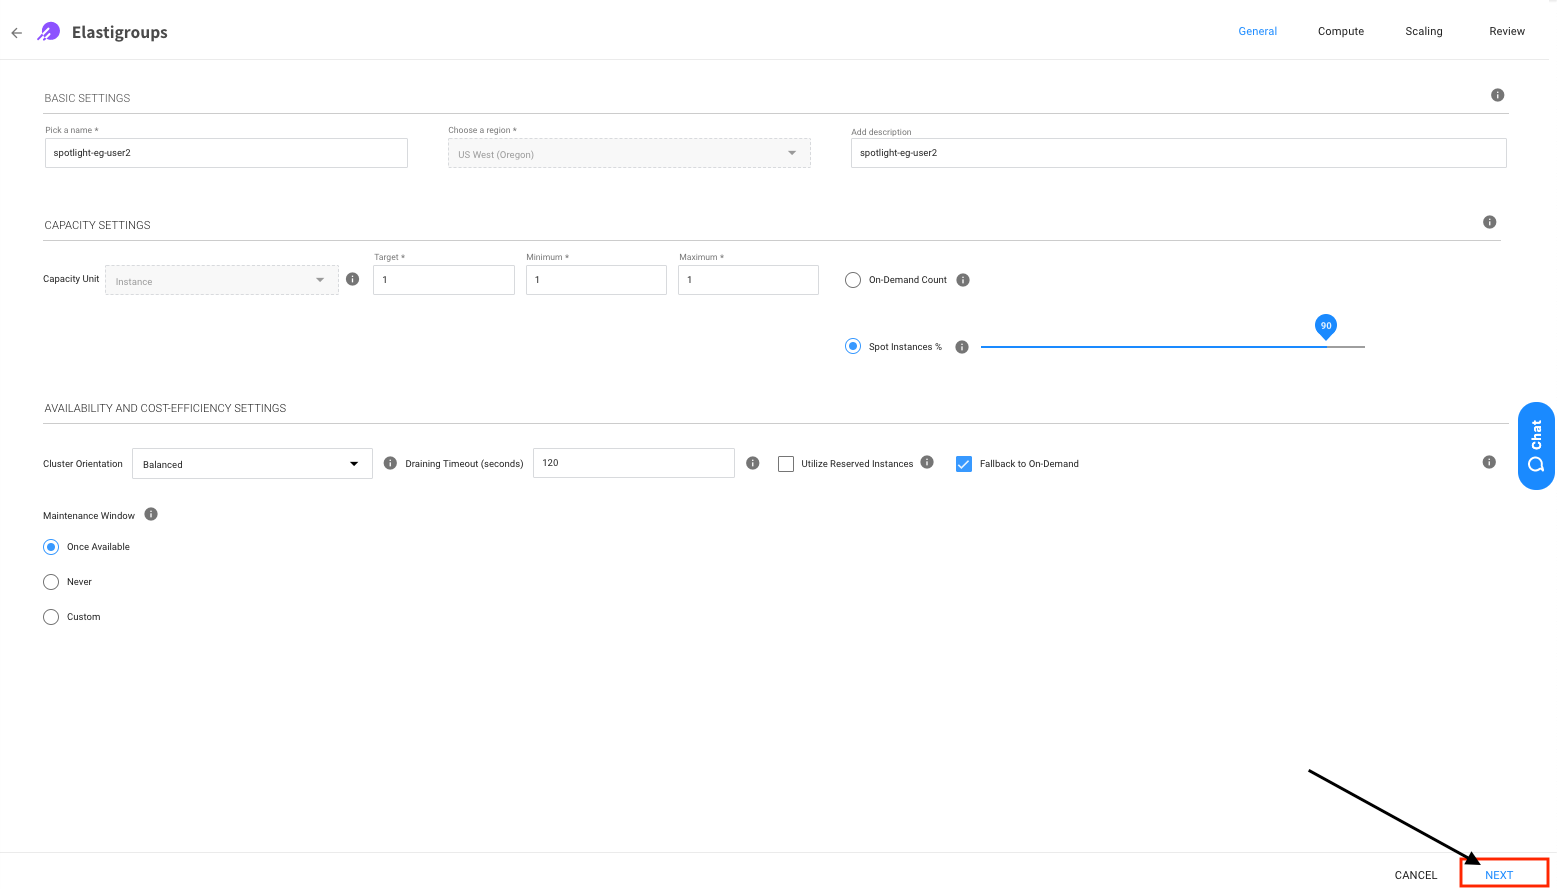 Elastigroups
General Compute Scaling Review
BASIC SETTINGS
Pick a name * Choose a region * Add description
spotlight-eg-user2 US West (Oregon) spotlight-eg-user2
CAPACITY SETTINGS
Target * Minimum * Maximum *
Capacity Unit Instance 1 1 1 On-Demand Count
90
Spot Instances %
AVAILABILITY AND COST-EFFICIENCY SETTINGS
Chat
Cluster Orientation Balanced Draining Timeout (seconds) 120 Utilize Reserved Instances Fallback to On-Demand
Maintenance Window
Once Available
Never
Custom
CANCEL NEXT